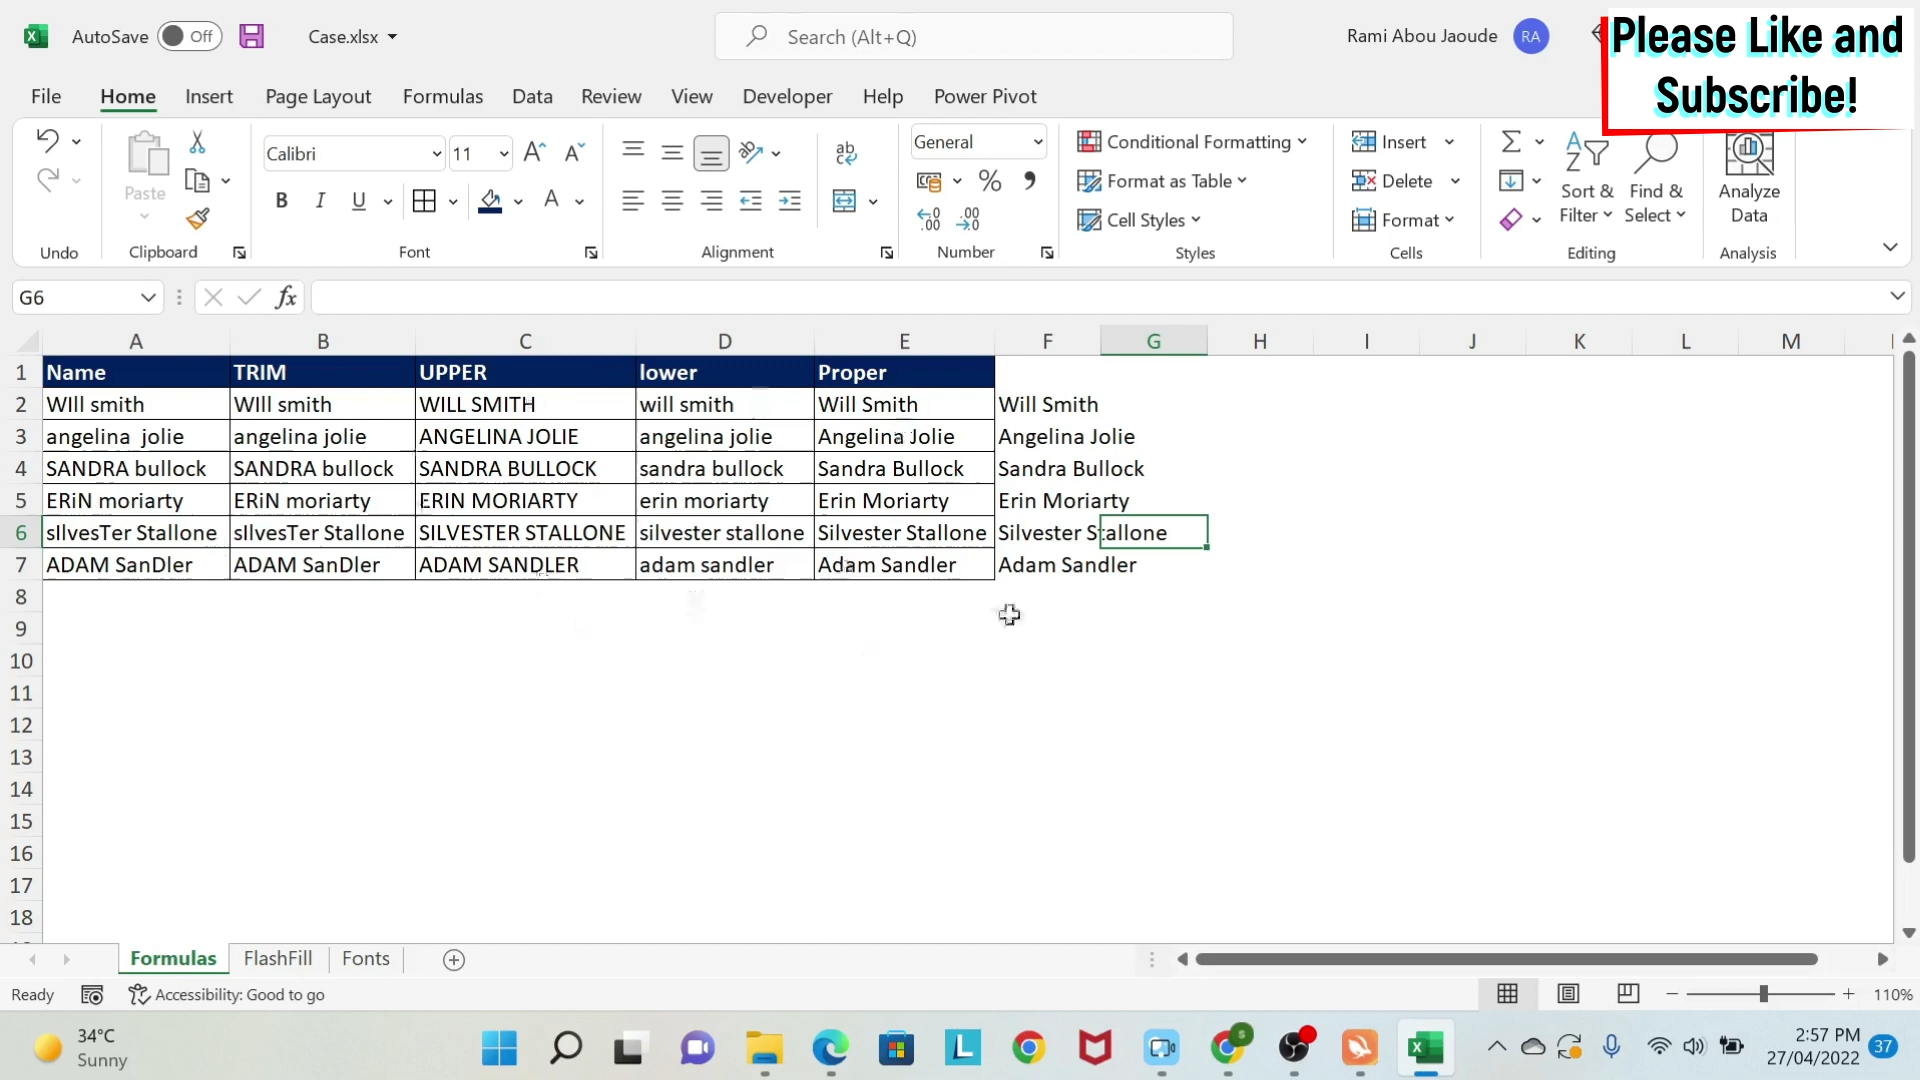 AutoSave Off Case.xlsx Search (Alt+Q) Rami Abou Jaoude RA
Please Like and
Subscribe!
File Home Insert Page Layout Formulas Data Review View Developer Help Power Pivot
Paste Calibri 11 General Conditional Formatting Insert
B I U % Format as Table Delete Sort & Filter Find & Select Analyze Data
Cell Styles Format
Undo Clipboard Font Alignment Number Styles Cells Editing Analysis
G6 fx
A B C D E F G H I J K L M
1 Name TRIM UPPER lower Proper
2 WIll smith WIll smith WILL SMITH will smith Will Smith Will Smith
3 angelina  jolie angelina jolie ANGELINA JOLIE angelina jolie Angelina Jolie Angelina Jolie
4 SANDRA bullock SANDRA bullock SANDRA BULLOCK sandra bullock Sandra Bullock Sandra Bullock
5 ERiN moriarty ERiN moriarty ERIN MORIARTY erin moriarty Erin Moriarty Erin Moriarty
6 sIlvesTer Stallone sIlvesTer Stallone SILVESTER STALLONE silvester stallone Silvester Stallone Silvester Stallone
7 ADAM SanDler ADAM SanDler ADAM SANDLER adam sandler Adam Sandler Adam Sandler
8
9
10
11
12
13
14
15
16
17
18
Formulas FlashFill Fonts
Ready Accessibility: Good to go 110%
34°C
Sunny
2:57 PM
27/04/2022
37